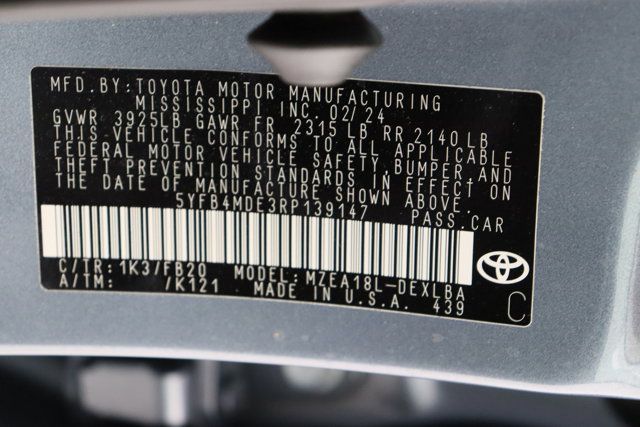 MFD. BY: TOYOTA MOTOR MANUFACTURING
MISSISSIPPI INC. 02/24
GVWR 3925LB GAWR FR 2315 LB RR 2140 LB
THIS VEHICLE CONFORMS TO ALL APPLICABLE
FEDERAL MOTOR VEHICLE SAFETY, BUMPER, AND
THEFT PREVENTION STANDARDS IN EFFECT ON
THE DATE OF MANUFACTURE SHOWN ABOVE.
5YFB4MDE3RP139147 PASS. CAR
C/TR: 1K37/FB20 MODEL: MZEA18L-DEXLBA
A/TM: /K121 MADE IN U.S.A. 439
C